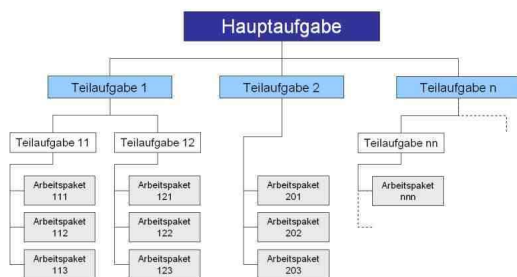 Hauptaufgabe
Teilaufgabe 1
Teilaufgabe 2
Teilaufgabe n
Teilaufgabe 11
Teilaufgabe 12
Teilaufgabe nn
Arbeitspaket
111
Arbeitspaket
121
Arbeitspaket
201
Arbeitspaket
nnn
Arbeitspaket
112
Arbeitspaket
122
Arbeitspaket
202
Arbeitspaket
113
Arbeitspaket
123
Arbeitspaket
203